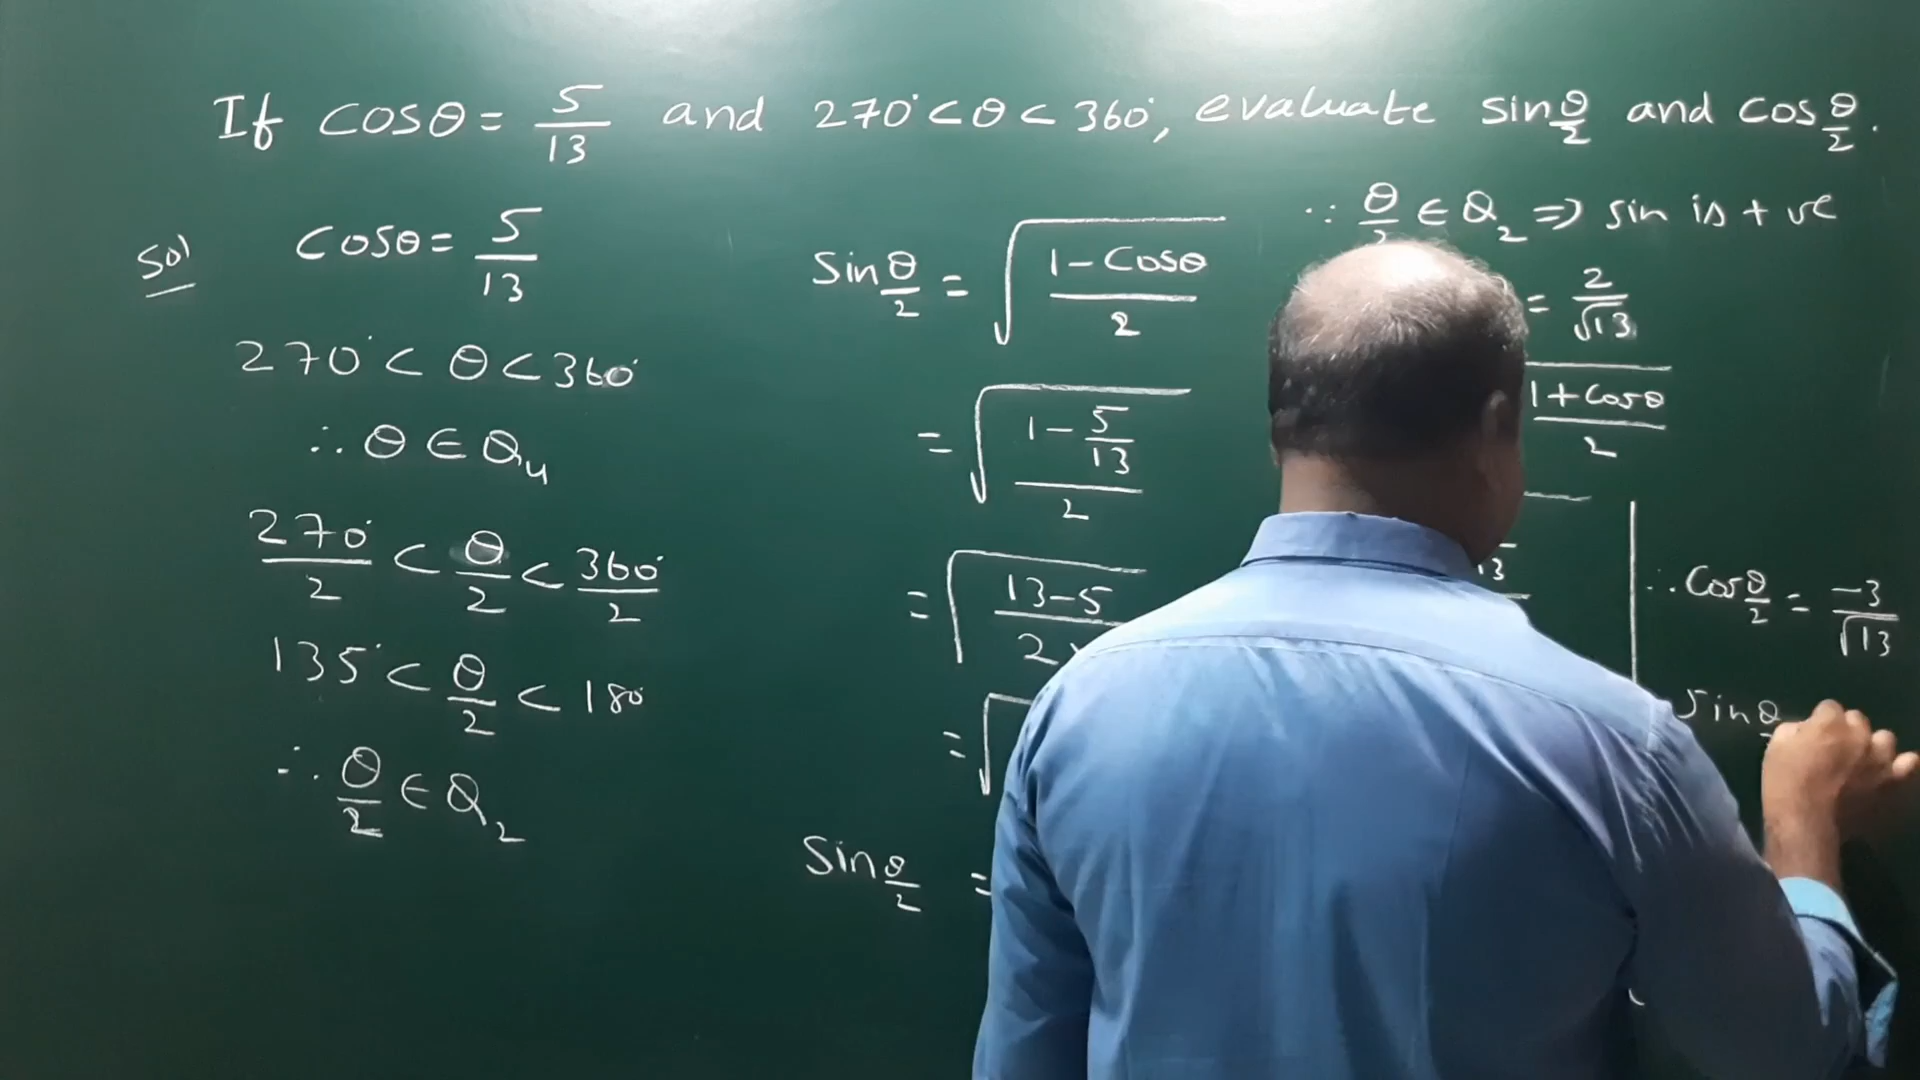 If cosθ = 5/13 and 270° < θ < 360°, evaluate sin θ/2 and cos θ/2.
Sol
Cosθ = 5/13
270° < θ < 360°
∴ θ ∈ Q4
270°/2 < θ/2 < 360°/2
135° < θ/2 < 180
∴ θ/2 ∈ Q2
Sin θ/2 = √((1 - Cosθ)/2)
= √((1 - 5/13)/2)
= √(13-5 / 2
= √
Sin θ/2 =
∵ θ/2 ∈ Q2 ⇒ sin is + ve
= 2/√13
1 + Cosθ / 2
13
∴ Cos θ/2 = -3/√13
Sin θ